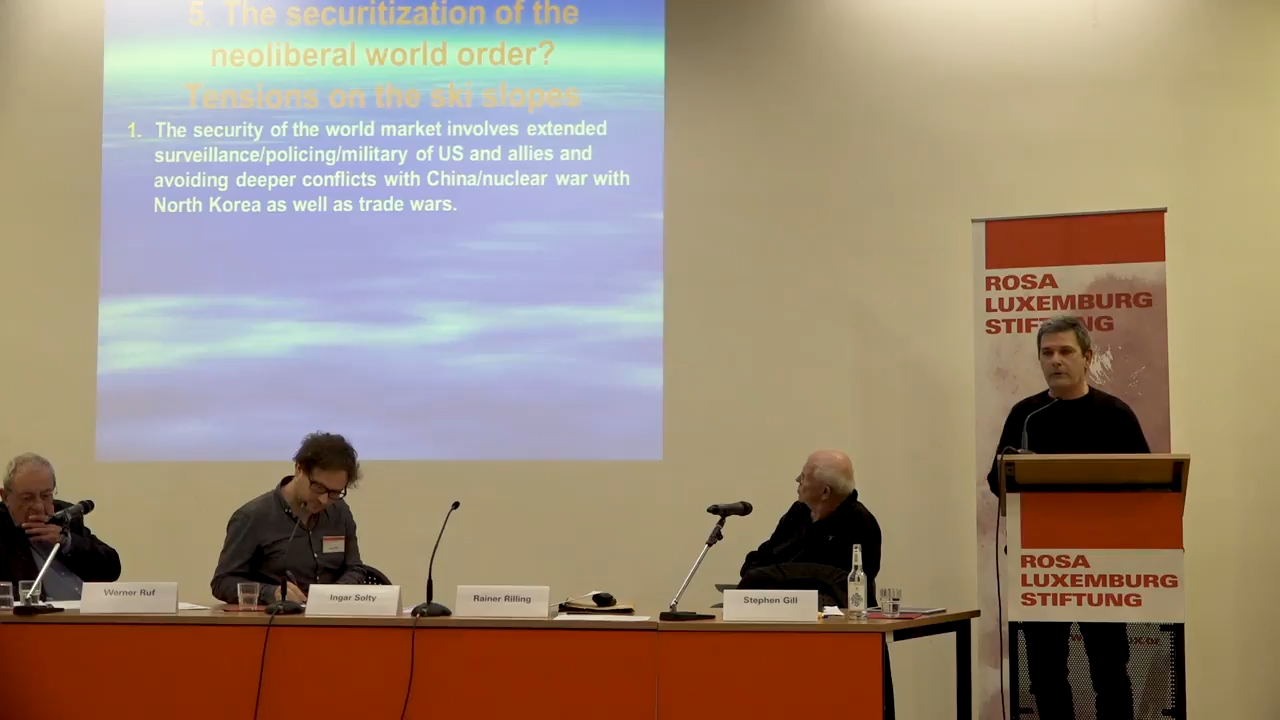 5. The securitization of the
neoliberal world order?
Tensions on the ski slopes
1. The security of the world market involves extended
surveillance/policing/military of US and allies and
avoiding deeper conflicts with China/nuclear war with
North Korea as well as trade wars.
ROSA
LUXEMBURG
STIFTUNG
Werner Ruf
Ingar Solty
Rainer Rilling
Stephen Gill
ROSA
LUXEMBURG
STIFTUNG